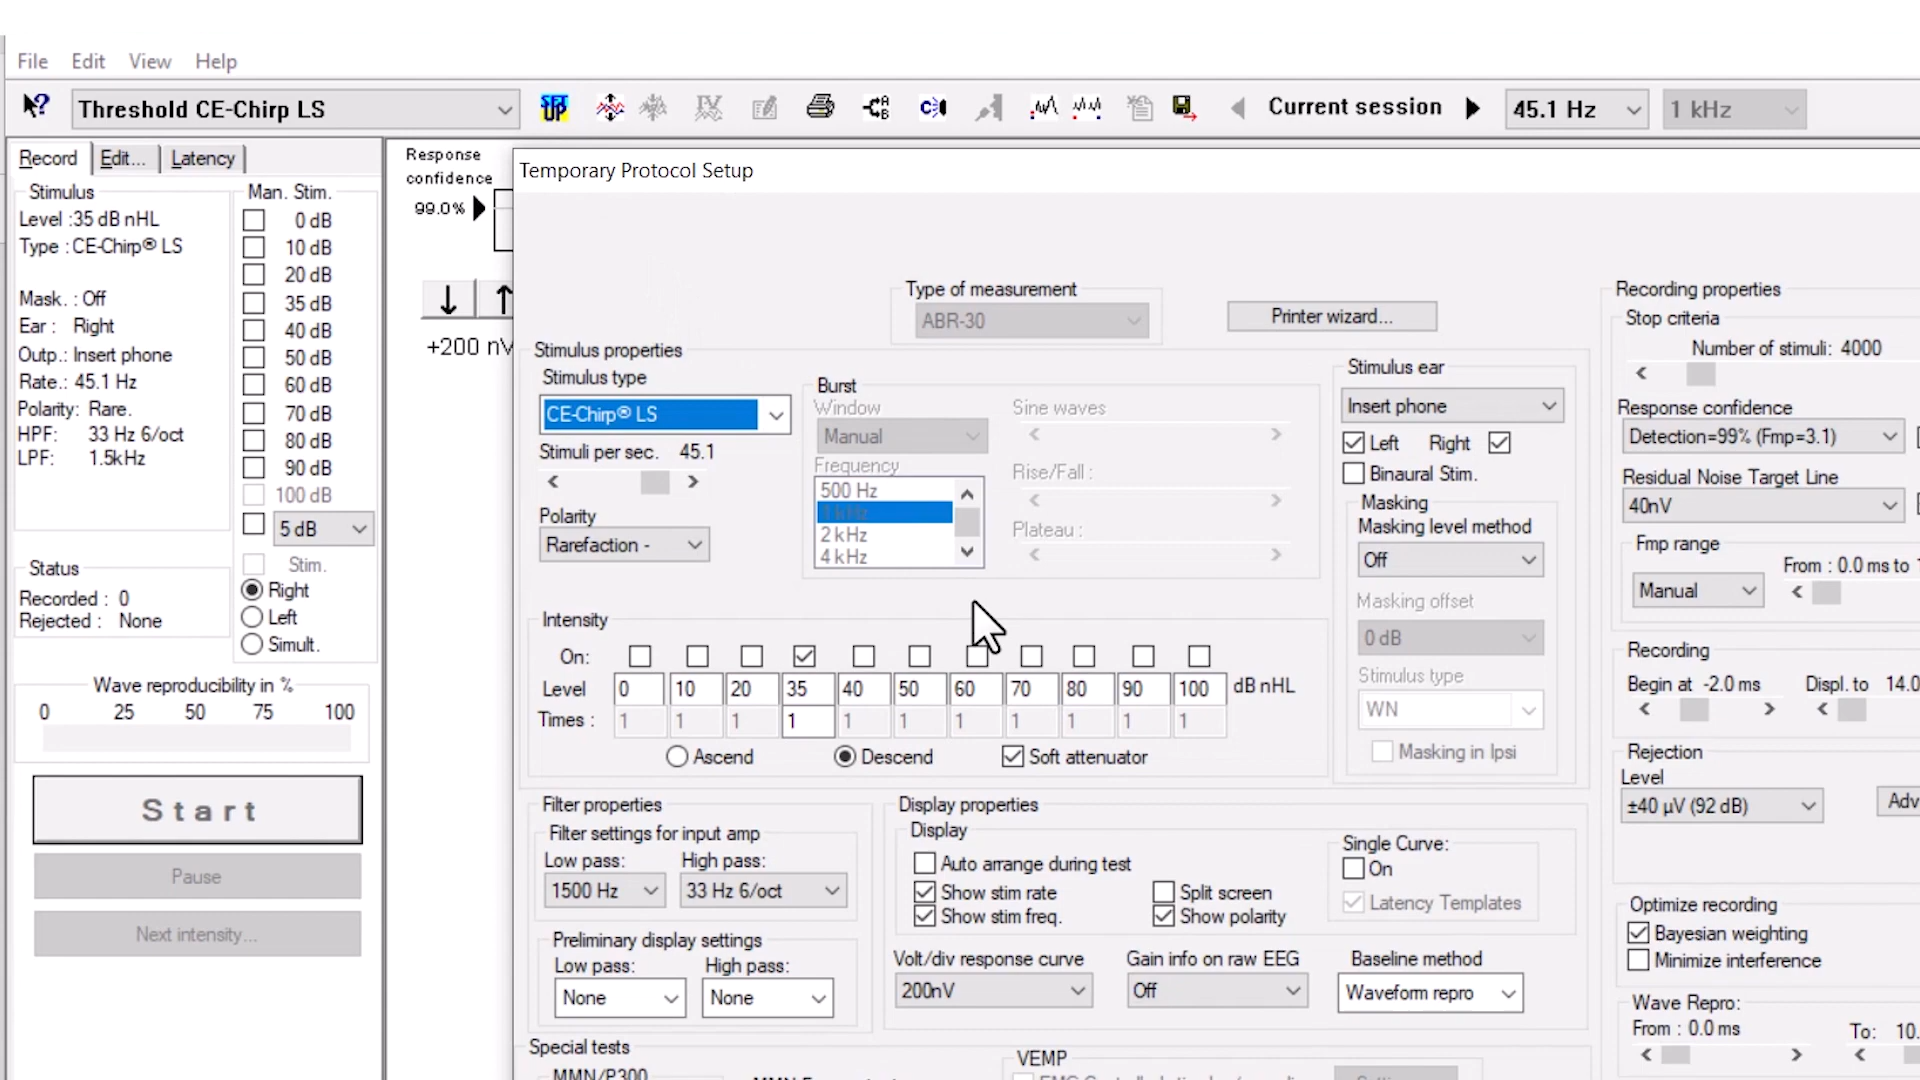 File Edit View Help
Threshold CE-Chirp LS SET UP Current session 45.1 Hz 1 kHz
Record Edit... Latency
Stimulus
Level :35 dB nHL
Type :CE-Chirp® LS
Mask. : Off
Ear : Right
Outp.: Insert phone
Rate.: 45.1 Hz
Polarity: Rare.
HPF: 33 Hz 6/oct
LPF: 1.5kHz
Man. Stim.
0 dB
10 dB
20 dB
35 dB
40 dB
50 dB
60 dB
70 dB
80 dB
90 dB
100 dB
5 dB
Stim.
Right
Left
Simult.
Status
Recorded : 0
Rejected : None
Wave reproducibility in %
0 25 50 75 100
Start
Pause
Next intensity...
Response
confidence
99.0%
+200 nV
Temporary Protocol Setup
Type of measurement
ABR-30
Printer wizard...
Stimulus properties
Stimulus type
CE-Chirp® LS
Stimuli per sec. 45.1
Polarity
Rarefaction -
Burst
Window
Manual
Frequency
500 Hz
1 kHz
2 kHz
4 kHz
Sine waves
Rise/Fall :
Plateau :
Stimulus ear
Insert phone
Left Right
Binaural Stim.
Masking
Masking level method
Off
Masking offset
0 dB
Stimulus type
WN
Masking in Ipsi
Intensity
On:
Level 0 10 20 35 40 50 60 70 80 90 100 dB nHL
Times : 1 1 1 1 1 1 1 1 1 1 1
Ascend Descend Soft attenuator
Filter properties
Filter settings for input amp
Low pass: High pass:
1500 Hz 33 Hz 6/oct
Preliminary display settings
Low pass: High pass:
None None
Display properties
Display
Auto arrange during test
Show stim rate Split screen
Show stim freq. Show polarity
Single Curve:
On
Latency Templates
Volt/div response curve Gain info on raw EEG Baseline method
200nV Off Waveform repro
Special tests
MMN/P300
VEMP
Recording properties
Stop criteria
Number of stimuli: 4000
Response confidence
Detection=99% (Fmp=3.1)
Residual Noise Target Line
40nV
Fmp range
Manual
From : 0.0 ms to
Recording
Begin at -2.0 ms Displ. to 14.0
Rejection
Level
±40 µV (92 dB) Adv
Optimize recording
Bayesian weighting
Minimize interference
Wave Repro:
From : 0.0 ms To: 10.